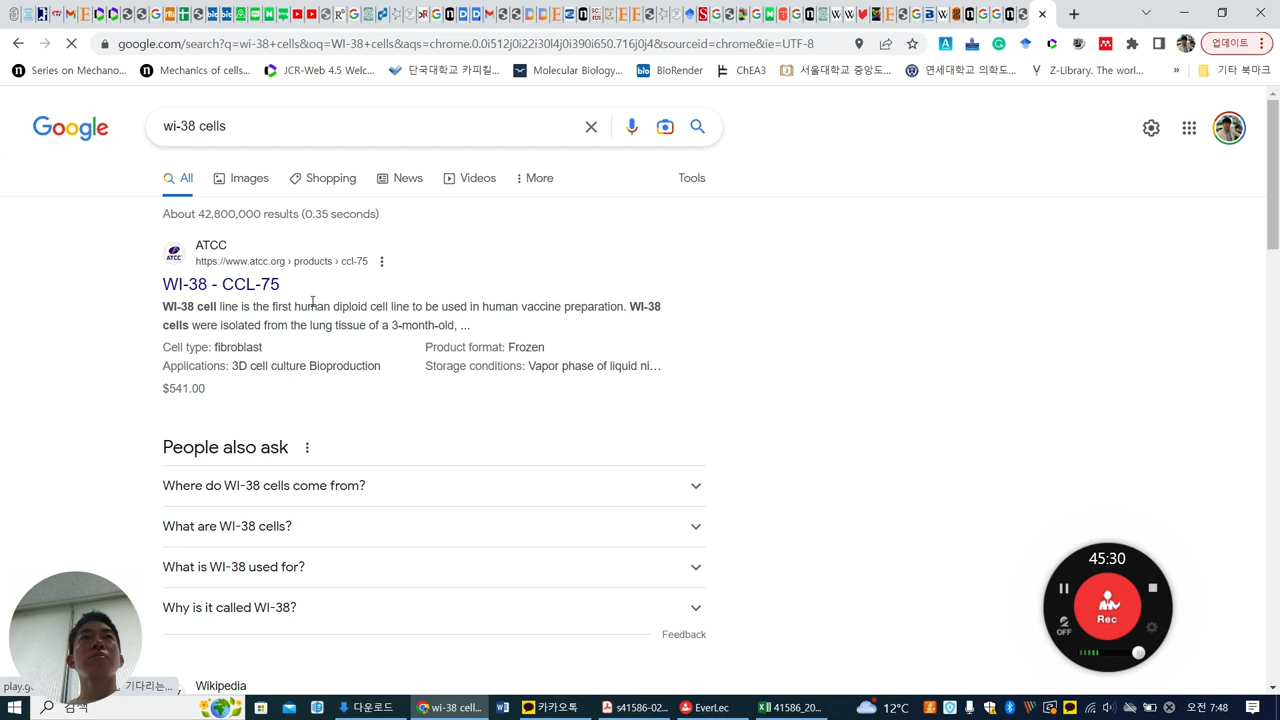 google.com/search?q=wi-38+cells&oq=WI-38+cells&aqs=chrome.0.0i512j0i22i30l4j0i390i650.716j0j4&sourceid=chrome&ie=UTF-8
업데이트
Series on Mechano...
Mechanics of cells...
JCR-Web 4.5 Welc...
단국대학교 카피킬...
Molecular Biology...
BioRender
ChEA3
서울대학교 중앙도...
연세대학교 의학도...
Z-Library. The worl...
»
기타 북마크
Google
wi-38 cells
All
Images
Shopping
News
Videos
More
Tools
About 42,800,000 results (0.35 seconds)
ATCC
https://www.atcc.org › products › ccl-75
WI-38 - CCL-75
WI-38 cell line is the first human diploid cell line to be used in human vaccine preparation. WI-38
cells were isolated from the lung tissue of a 3-month-old, ...
Cell type: fibroblast
Product format: Frozen
Applications: 3D cell culture Bioproduction
Storage conditions: Vapor phase of liquid ni...
$541.00
People also ask
Where do WI-38 cells come from?
What are WI-38 cells?
What is WI-38 used for?
Why is it called WI-38?
Feedback
Wikipedia
45:30
Rec
OFF
기다리는...
검색
다운로드
wi-38 cell...
카카오톡
s41586-02...
EverLec
41586_20...
12°C
오전 7:48